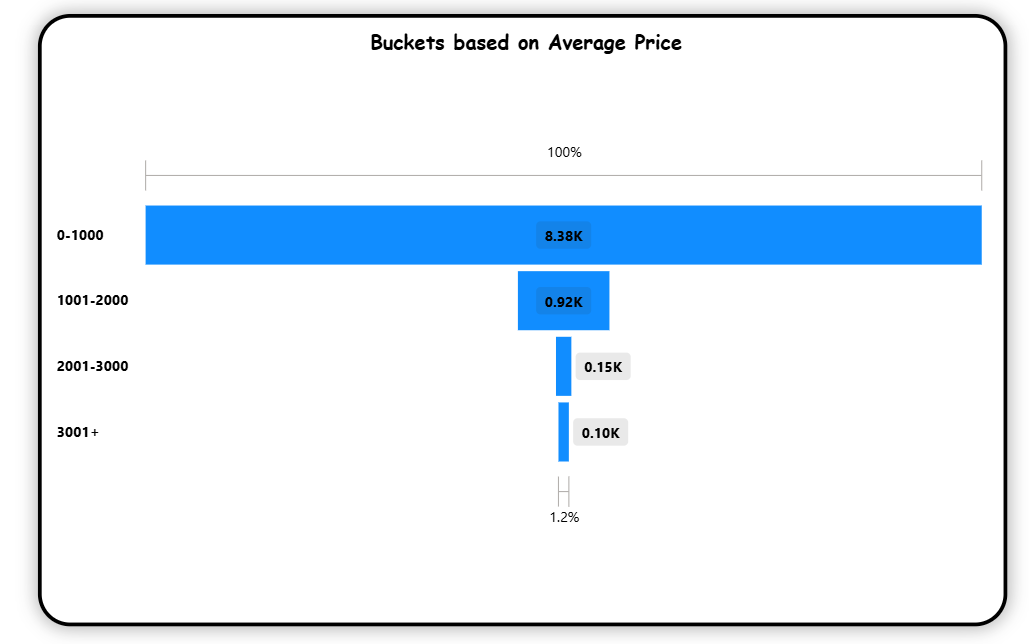 Buckets based on Average Price
100%
0-1000 8.38K
1001-2000 0.92K
2001-3000 0.15K
3001+ 0.10K
1.2%